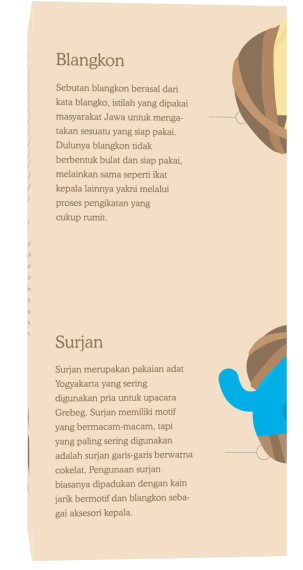 Blangkon
Sebutan blangkon berasal dari
kata blangko, istilah yang dipakai
masyarakat Jawa untuk menga-
takan sesuatu yang siap pakai.
Dulunya blangkon tidak
berbentuk bulat dan siap pakai,
melainkan sama seperti ikat
kepala lainnya yakni melalui
proses pengikatan yang
cukup rumit.
Surjan
Surjan merupakan pakaian adat
Yogyakarta yang sering
digunakan pria untuk upacara
Grebeg. Surjan memiliki motif
yang bermacam-macam, tapi
yang paling sering digunakan
adalah surjan garis-garis berwarna
cokelat. Pengunaan surjan
biasanya dipadukan dengan kain
jarik bermotif dan blangkon seba-
gai aksesori kepala.